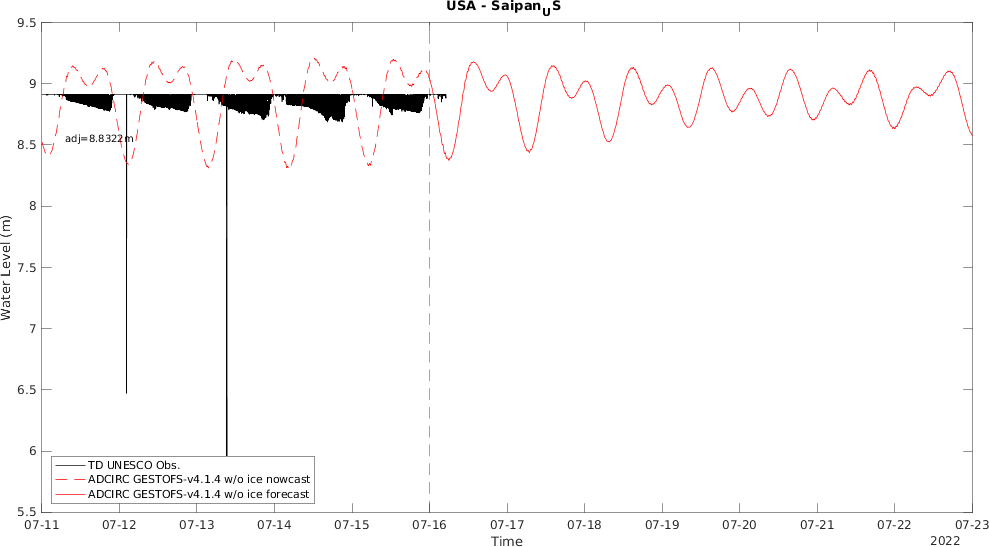 USA - Saipan_US
9.5
9
8.5
8
7.5
7
6.5
6
5.5
Water Level (m)
adj=8.8322m
TD UNESCO Obs.
ADCIRC GESTOFS-v4.1.4 w/o ice nowcast
ADCIRC GESTOFS-v4.1.4 w/o ice forecast
07-11 07-12 07-13 07-14 07-15 07-16 07-17 07-18 07-19 07-20 07-21 07-22 07-23
Time
2022